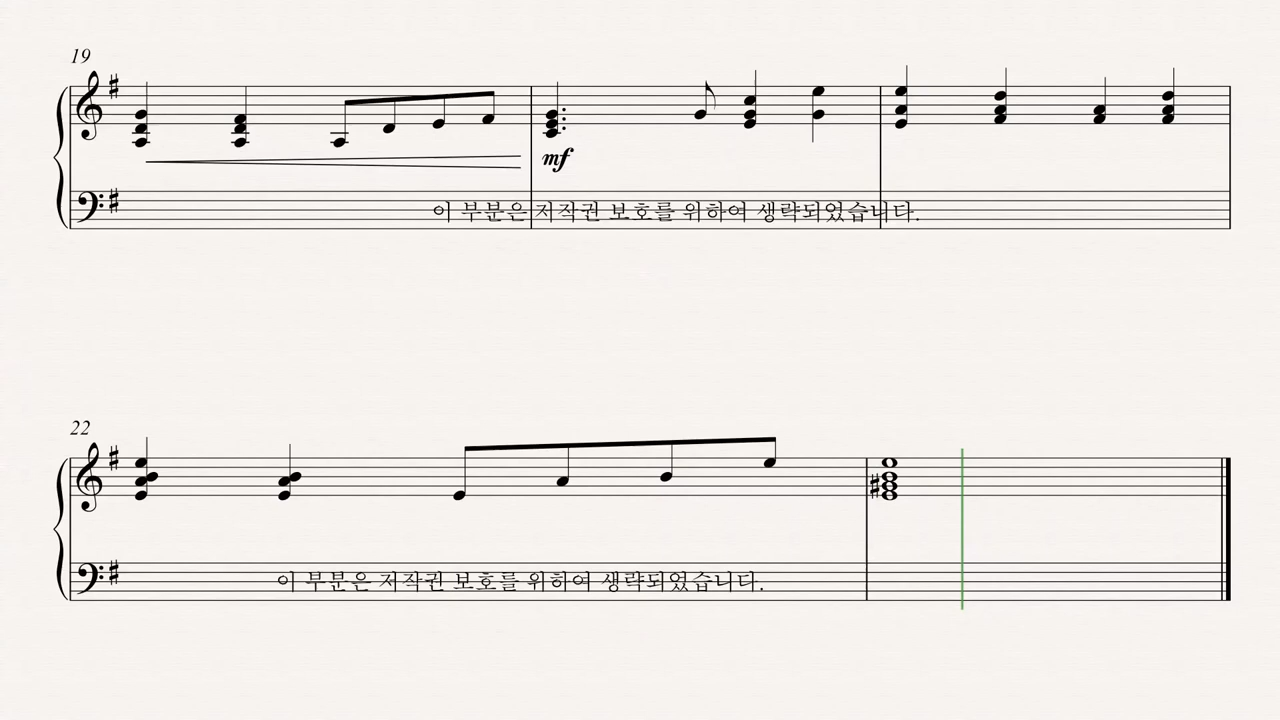 19
mf
이 부분은 저작권 보호를 위하여 생략되었습니다.
22
이 부분은 저작권 보호를 위하여 생략되었습니다.